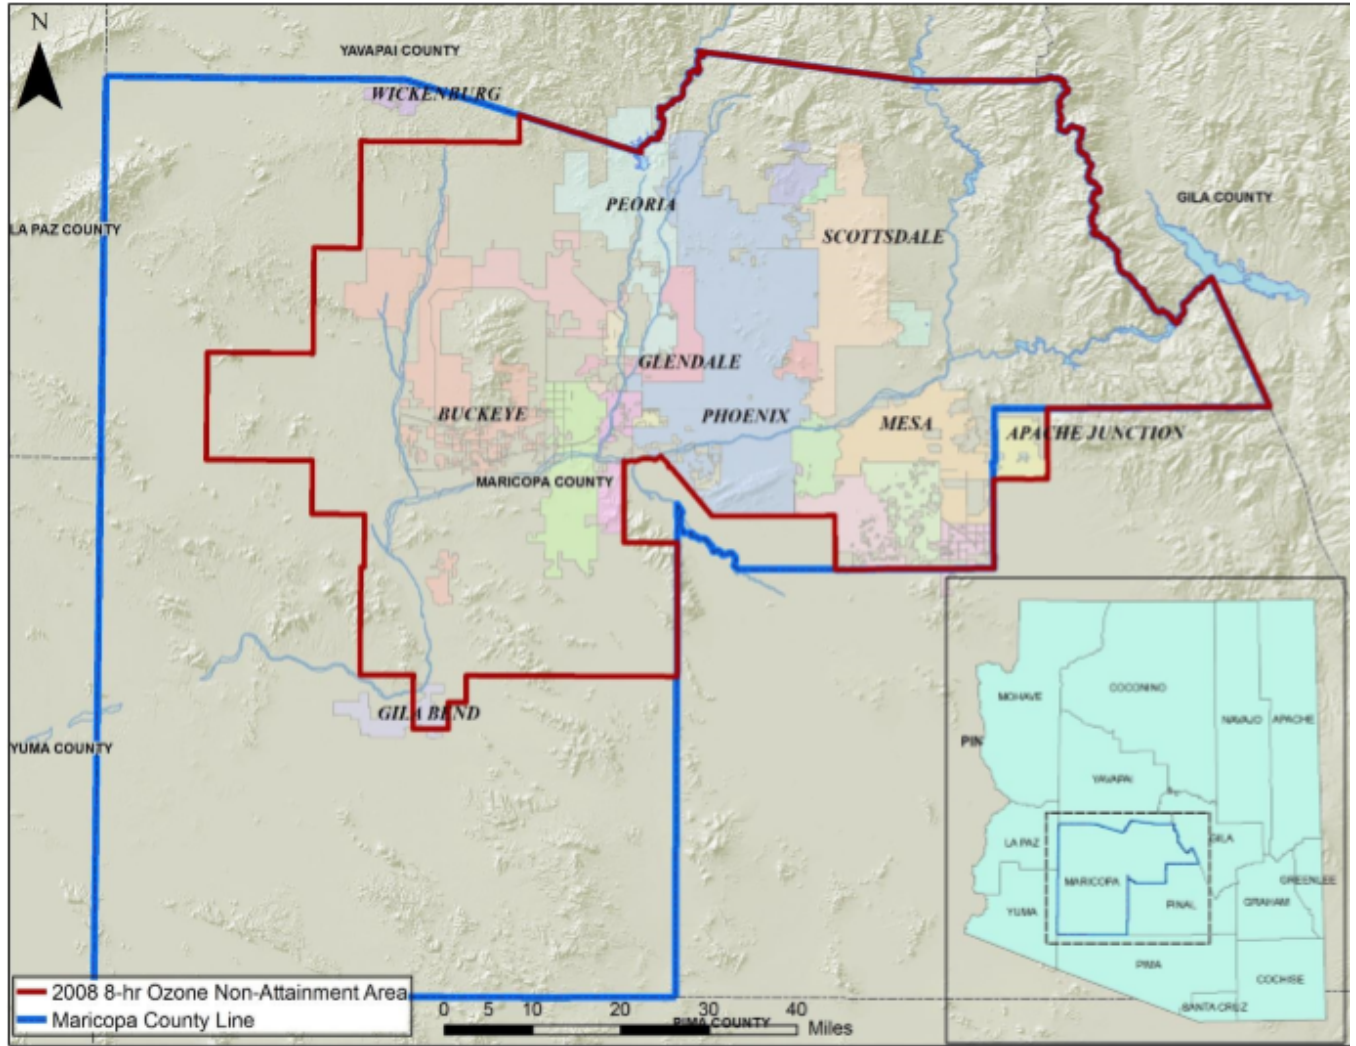 N
YAVAPAI COUNTY
WICKENBURG
GILA COUNTY
PEORIA
LA PAZ COUNTY
SCOTTSDALE
GLENDALE
BUCKEYE
PHOENIX
MESA
APACHE JUNCTION
MARICOPA COUNTY
GILA BEND
YUMA COUNTY
PIN
MOHAVE
COCONINO
NAVAJO
APACHE
YAVAPAI
LA PAZ
GILA
MARICOPA
GREENLEE
YUMA
PINAL
GRAHAM
PIMA
COCHISE
SANTA CRUZ
2008 8-hr Ozone Non-Attainment Area
Maricopa County Line
0 5 10 20 30 40
Miles
PIMA COUNTY